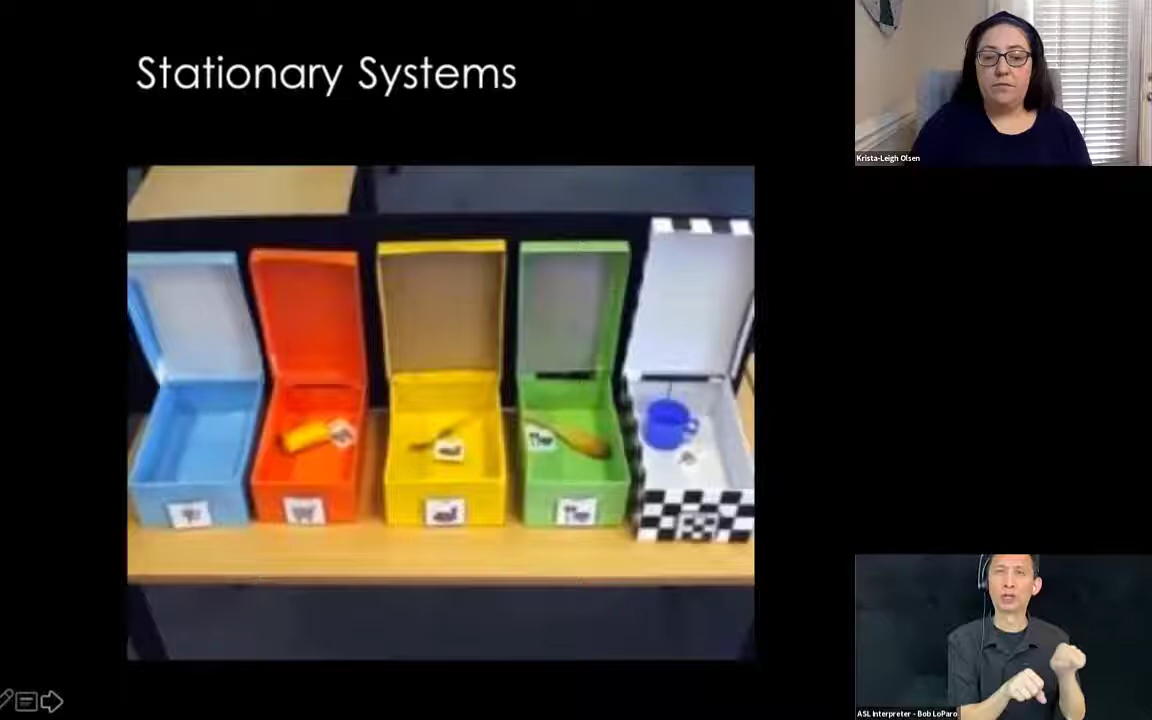 Stationary Systems
Krista-Leigh Olsen
ASL Interpreter - Bob LoParo